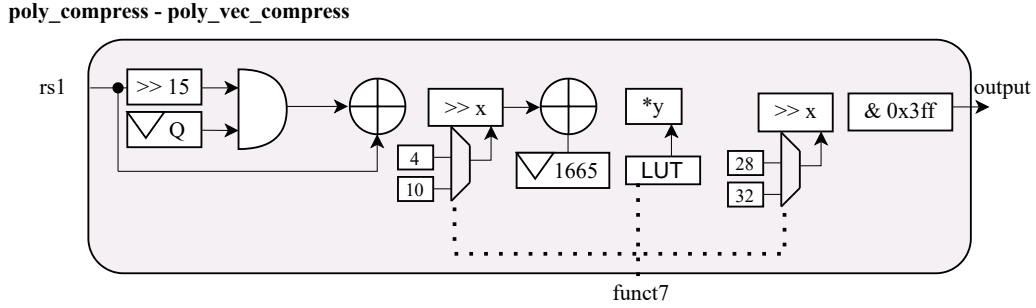 poly_compress - poly_vec_compress
rs1
>> 15
Q
>> x
4
10
1665
*y
LUT
>> x
28
32
& 0x3ff
output
funct7